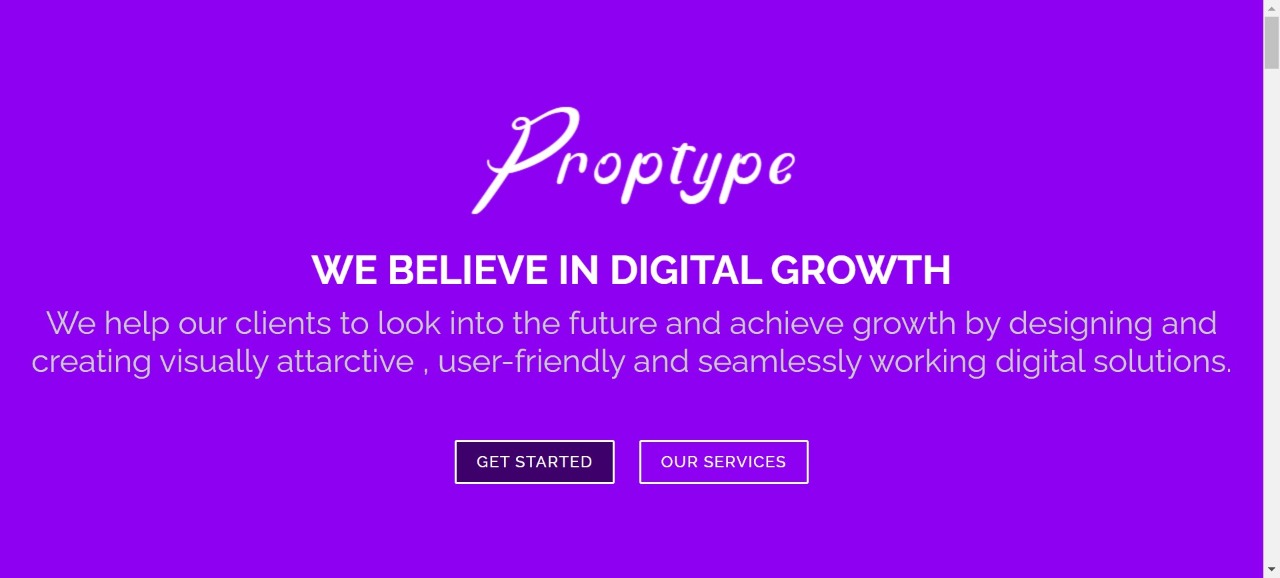 Proptype
WE BELIEVE IN DIGITAL GROWTH
We help our clients to look into the future and achieve growth by designing and
creating visually attarctive , user-friendly and seamlessly working digital solutions.
GET STARTED
OUR SERVICES